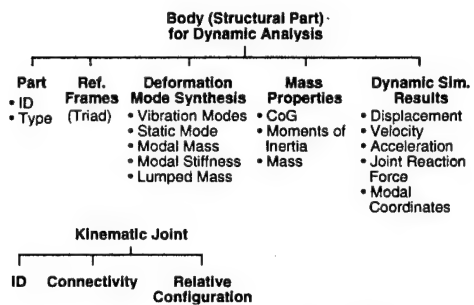 Body (Structural Part)
for Dynamic Analysis
Part
• ID
• Type
Ref.
Frames
(Triad)
Deformation
Mode Synthesis
• Vibration Modes
• Static Mode
• Modal Mass
• Modal Stiffness
• Lumped Mass
Mass
Properties
• CoG
• Moments of
Inertia
• Mass
Dynamic Sim.
Results
• Displacement
• Velocity
• Acceleration
• Joint Reaction
Force
• Modal
Coordinates
Kinematic Joint
ID
Connectivity
Relative
Configuration